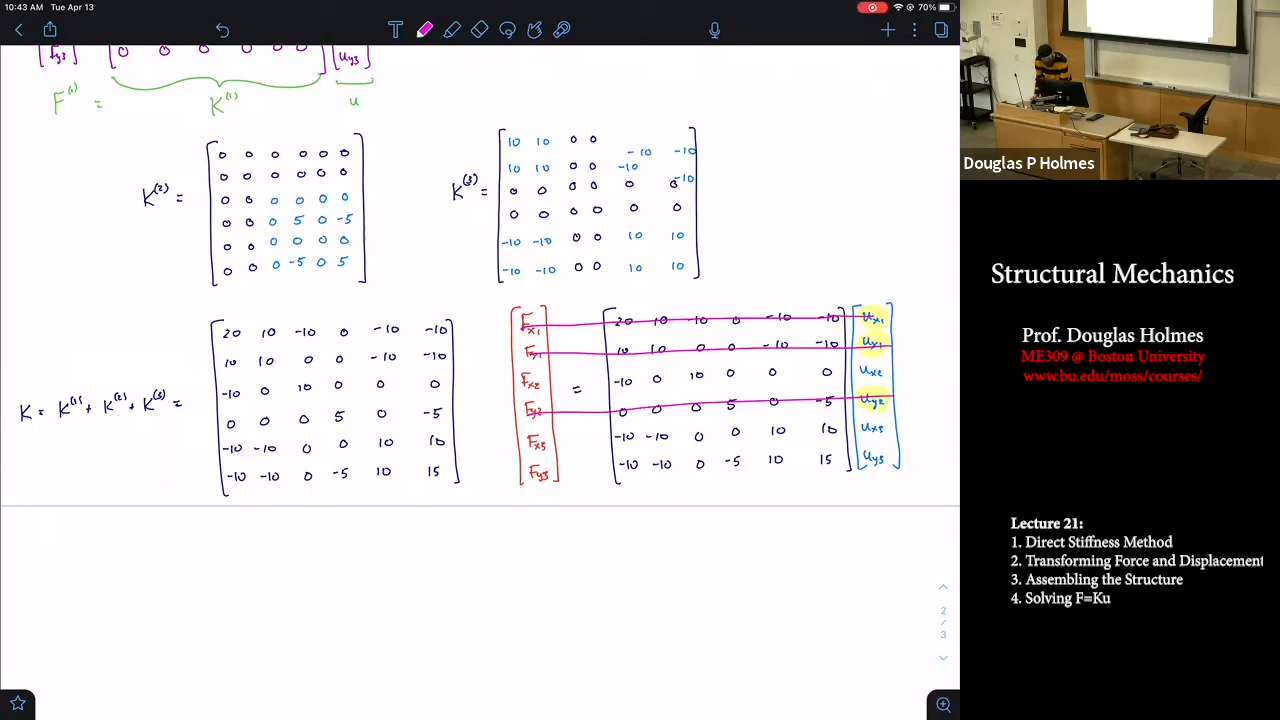 10:43 AM Tue Apr 13
70%
[Fy3] [0 0 0 0 0 0] [uy3]
F(1) = K(1) u
K(2) =
0 0 0 0 0 0
0 0 0 0 0 0
0 0 0 0 0 0
0 0 0 5 0 -5
0 0 0 0 0 0
0 0 0 -5 0 5
K(3) =
10 10 0 0 -10 -10
10 10 0 0 -10 -10
0 0 0 0 0 0
0 0 0 0 0 0
-10 -10 0 0 10 10
-10 -10 0 0 10 10
K = K(1) + K(2) + K(3) =
20 10 -10 0 -10 -10
10 10 0 0 -10 -10
-10 0 10 0 0 0
0 0 0 5 0 -5
-10 -10 0 0 10 10
-10 -10 0 -5 10 15
Fx1
Fy1
Fx2
Fy2
Fx3
Fy3
=
20 10 -10 0 -10 -10
10 10 0 0 -10 -10
-10 0 10 0 0 0
0 0 0 5 0 -5
-10 -10 0 0 10 10
-10 -10 0 -5 10 15
ux1
uy1
ux2
uy2
ux3
uy3
2
/
3
Douglas P Holmes
Structural Mechanics
Prof. Douglas Holmes
ME309 @ Boston University
www.bu.edu/moss/courses/
Lecture 21:
1. Direct Stiffness Method
2. Transforming Force and Displacement
3. Assembling the Structure
4. Solving F=Ku